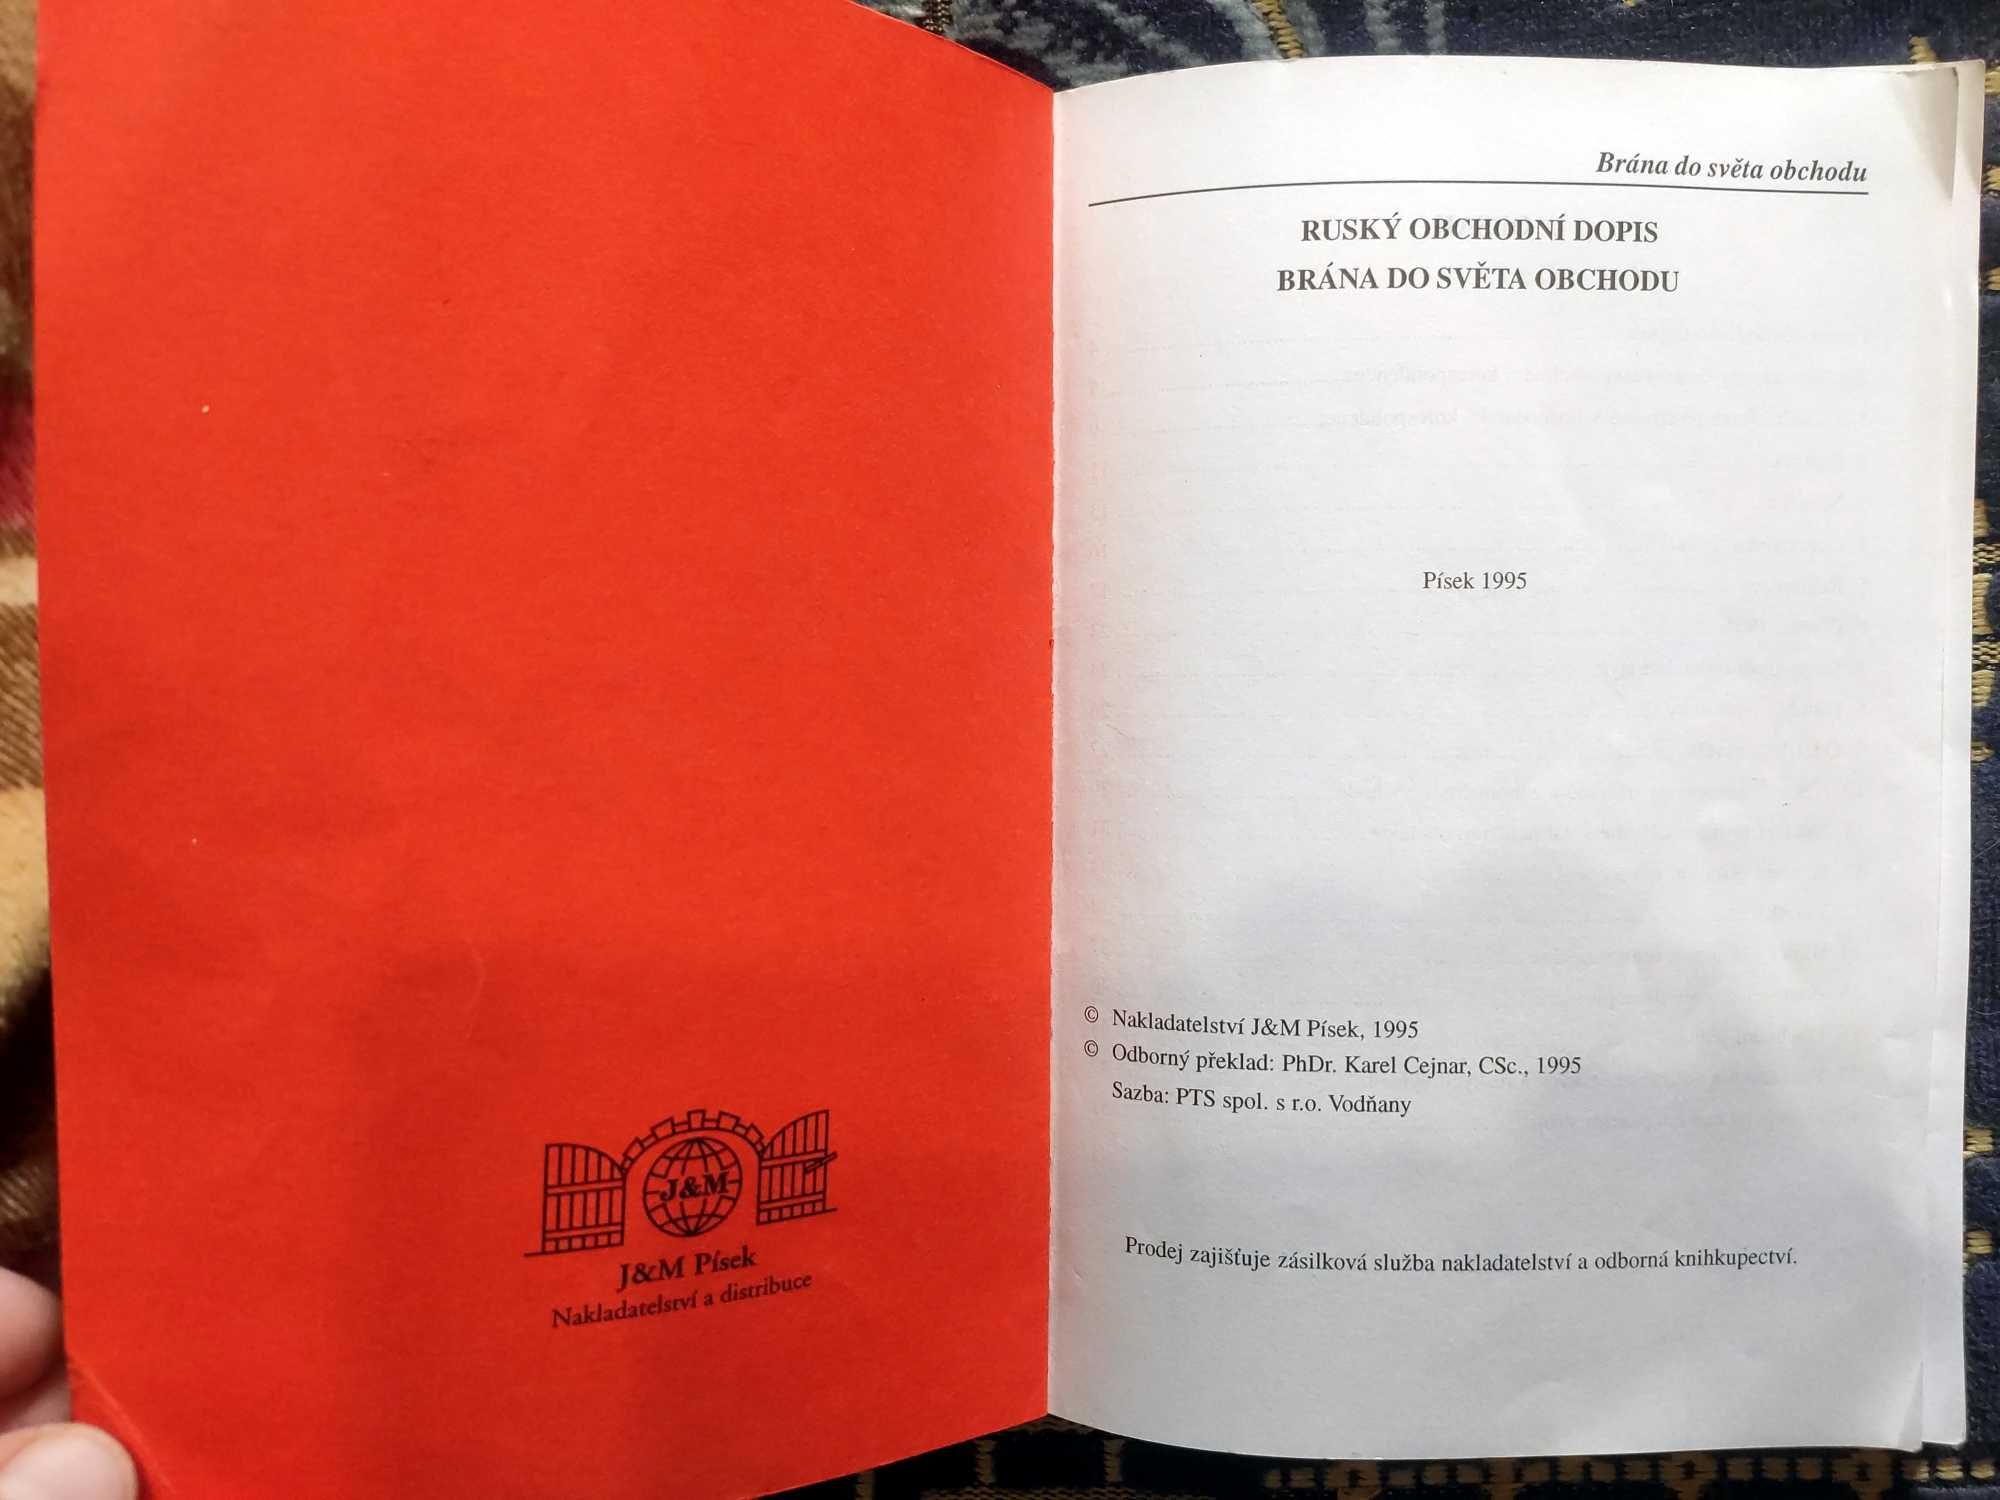 J&M
J&M Písek
Nakladatelství a distribuce
Brána do světa obchodu
RUSKÝ OBCHODNÍ DOPIS
BRÁNA DO SVĚTA OBCHODU
Písek 1995
© Nakladatelství J&M Písek, 1995
© Odborný překlad: PhDr. Karel Cejnar, CSc., 1995
Sazba: PTS spol. s r.o. Vodňany
Prodej zajišťuje zásilková služba nakladatelství a odborná knihkupectví.